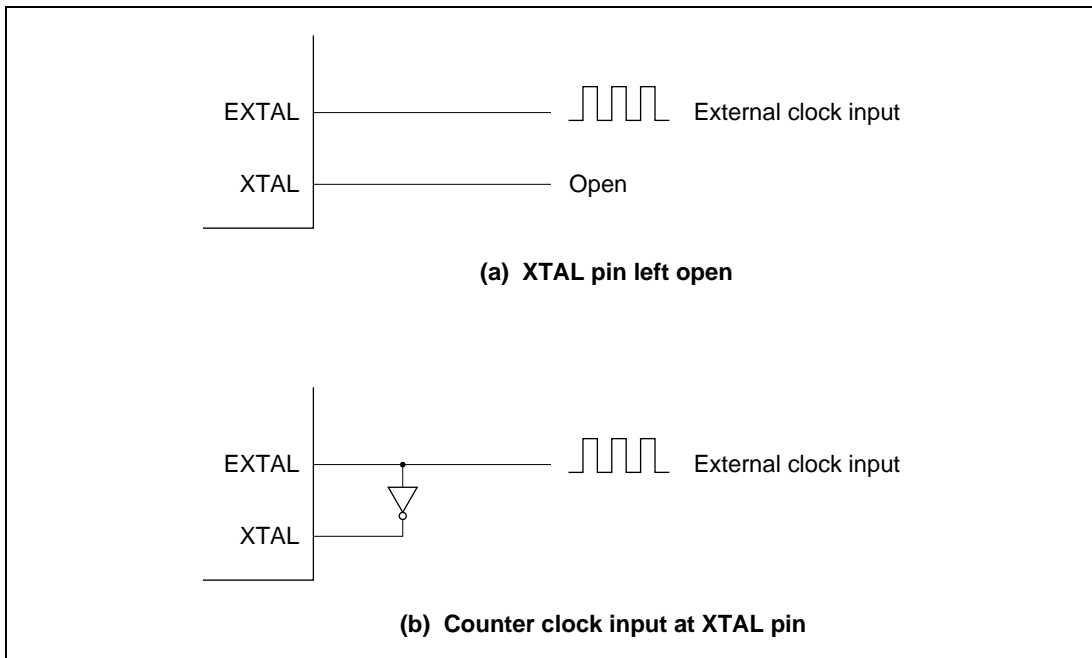 EXTAL
External clock input
XTAL
Open
(a) XTAL pin left open
EXTAL
External clock input
XTAL
(b) Counter clock input at XTAL pin